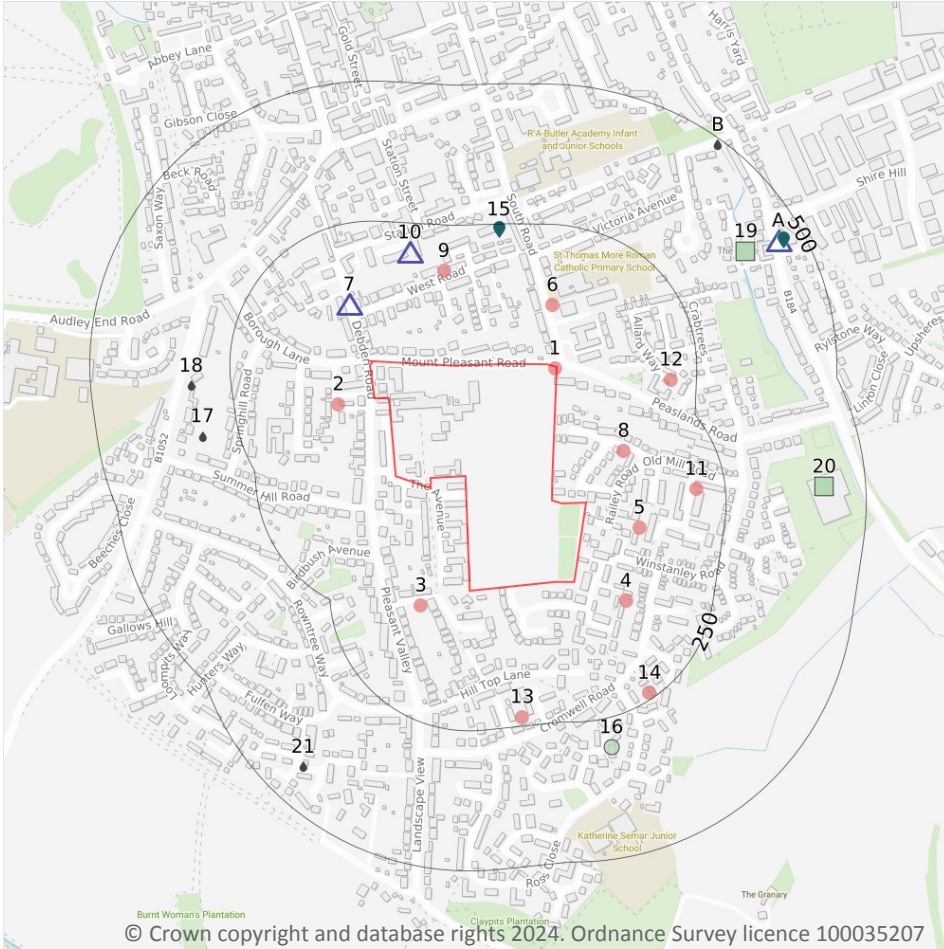 Abbey Lane
Gold Street
Harris Yard
Gibson Close
R A Butler Academy Infant
and Junior Schools
B
Beck Road
Station Street
Shire Hill
Saxon Way
South Road
Victoria Avenue
15
10
9
19
The
A
500
St Thomas More Roman
Catholic Primary School
West Road
7
6
B184
Audley End Road
Borough Lane
Debden Road
Allard Way
Crabtrees
Rylstone Way
Mount Pleasant Road
1
12
18
2
Linton Close
Peaslands Road
17
Springhill Road
8
Old Mill Road
B1052
11
20
Summer Hill Road
The Avenue
Railey Road
5
Beeches Close
Birdbush Avenue
Winstanley Road
3
4
Rowntree Way
Pleasant Valley
250
Gallows Hill
Loompyts Way
Hunters Way
Hill Top Lane
14
Fulfen Way
13
Cromwell Road
16
21
Landscape View
Katherine Semar Junior
School
Ross Close
The Granary
Burnt Woman's Plantation
Claypits Plantation
© Crown copyright and database rights 2024. Ordnance Survey licence 100035207